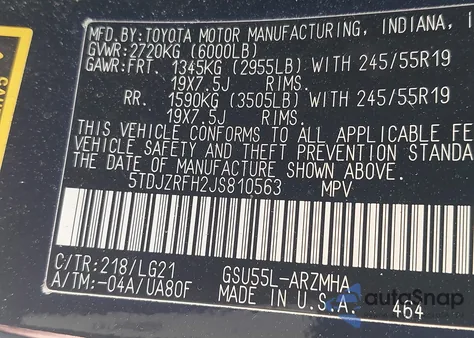 MFD.BY:TOYOTA MOTOR MANUFACTURING, INDIANA,
GVWR:2720KG (6000LB)
GAWR:FRT. 1345KG (2955LB) WITH 245/55R19
19X7.5J RIMS.
RR. 1590KG (3505LB) WITH 245/55R19
19X7.5J RIMS.
THIS VEHICLE CONFORMS TO ALL APPLICABLE FE
VEHICLE SAFETY AND THEFT PREVENTION STANDA
THE DATE OF MANUFACTURE SHOWN ABOVE.
5TDJZRFH2JS810563 MPV
C/TR:218/LG21 GSU55L-ARZMHA
A/TM:-04A/UA80F MADE IN U.S.A. 464
autoSnap